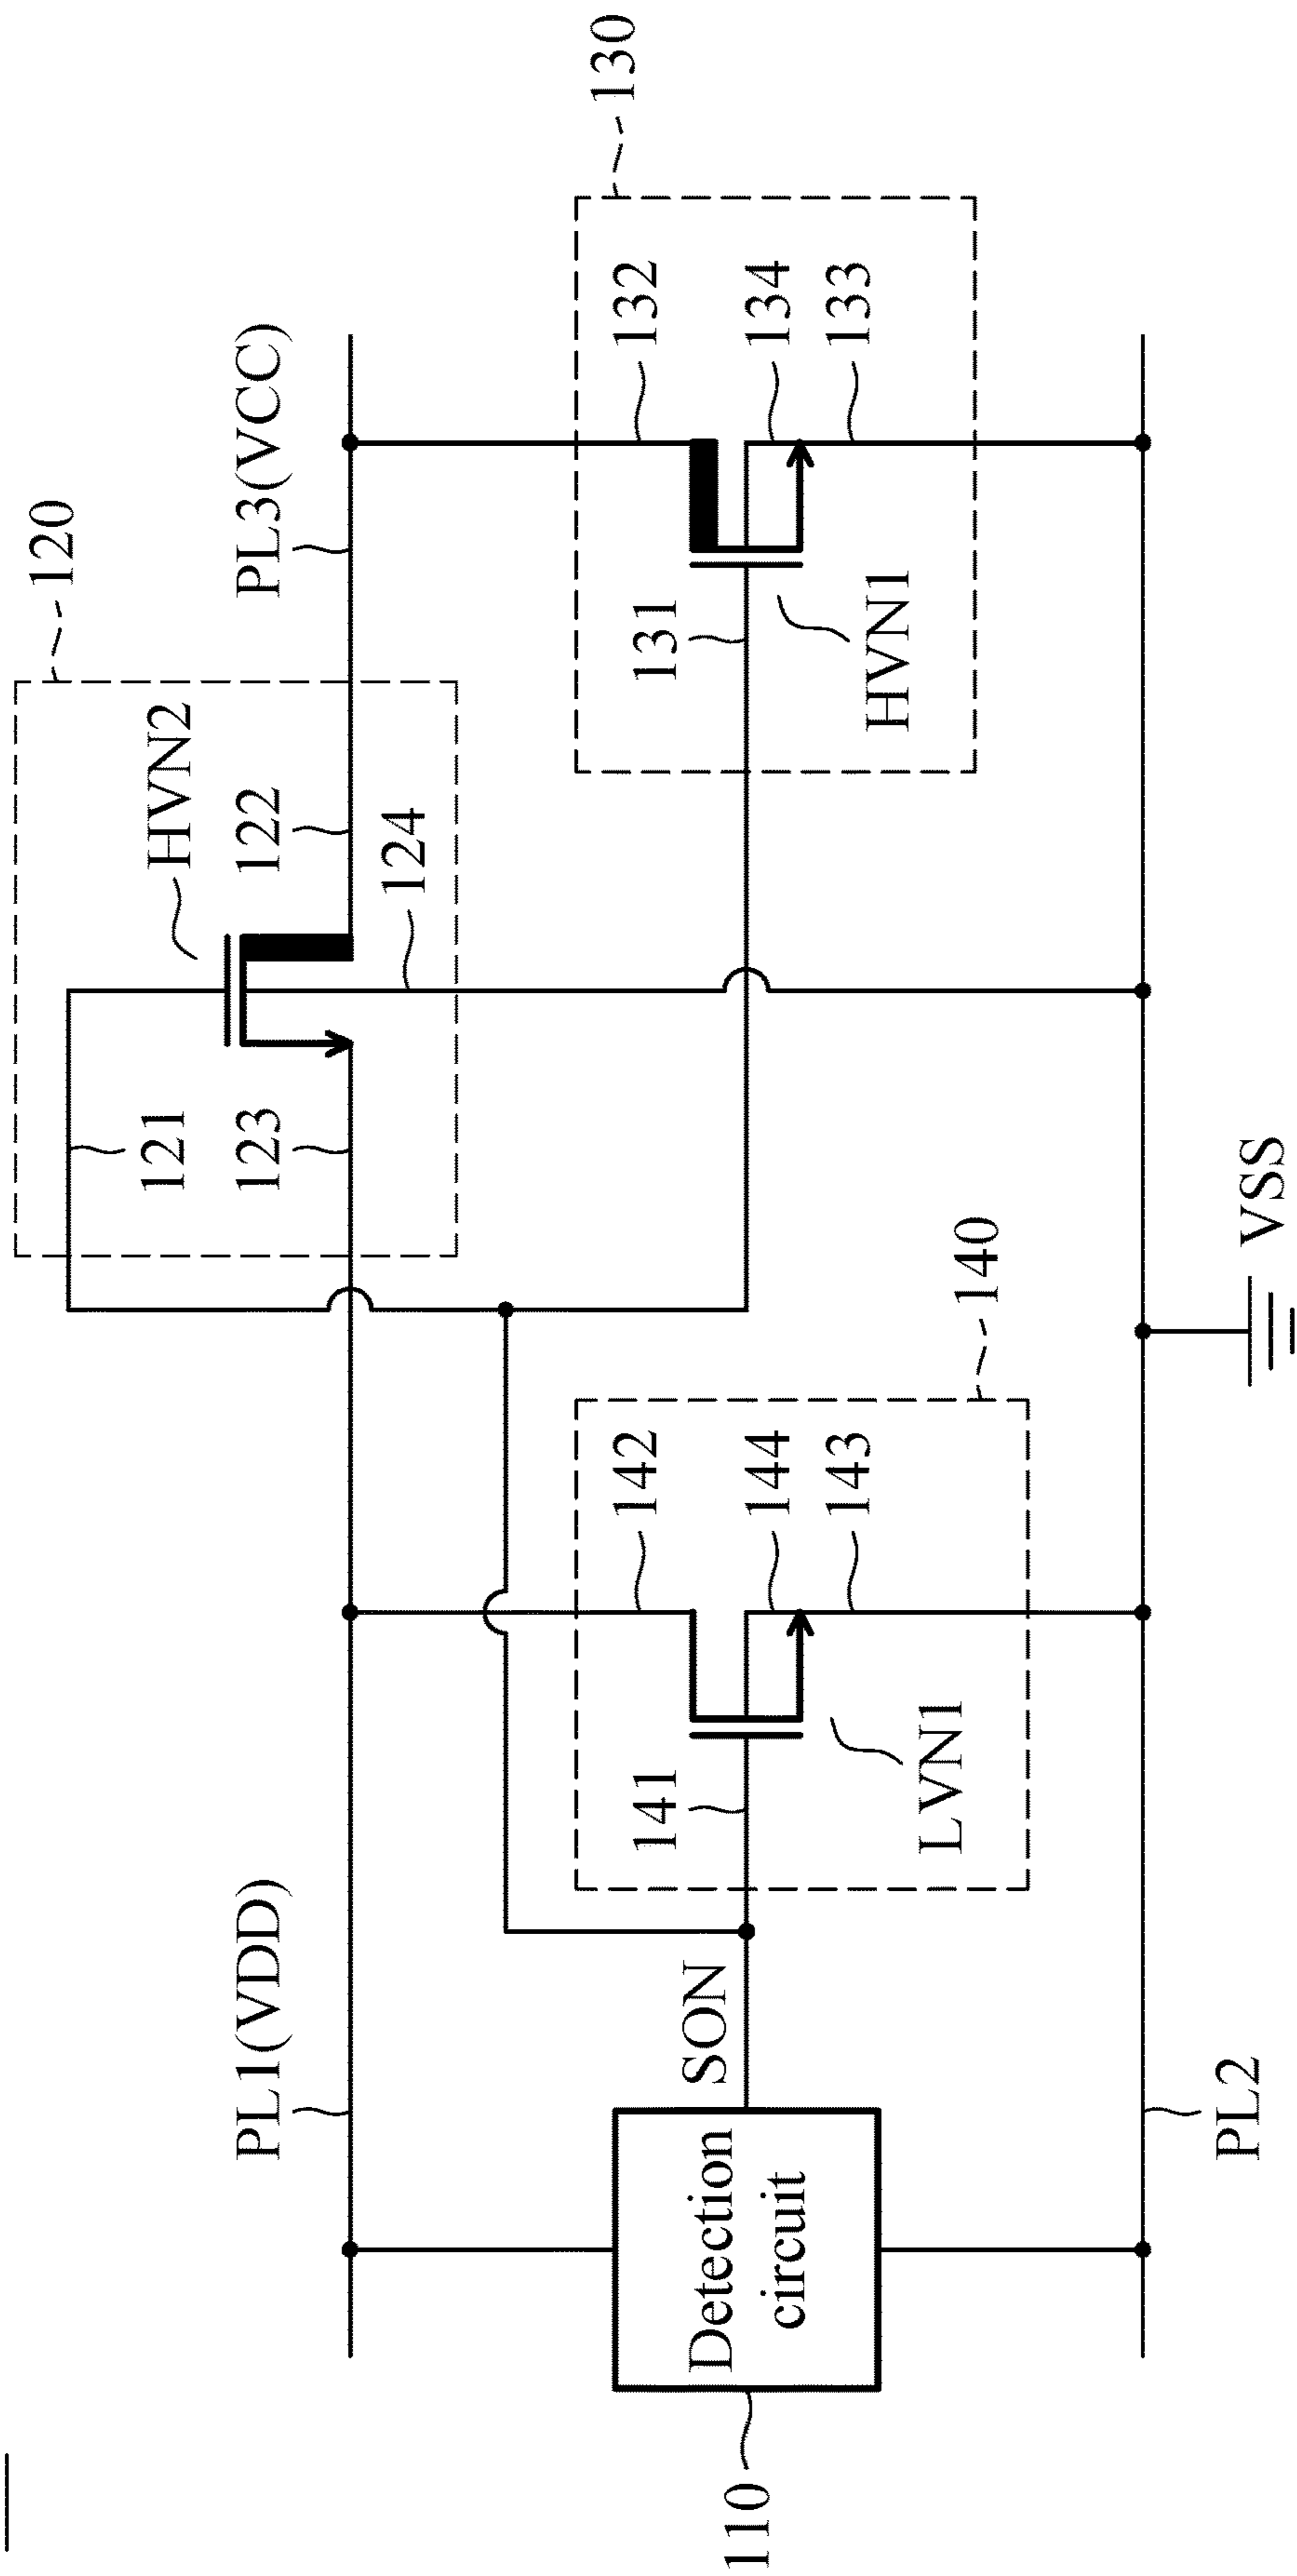 120
HVN2
121
123
122
124
PL1(VDD)
PL3(VCC)
130
132
134
133
131
HVN1
140
142
144
143
141
LVN1
SON
Detection
circuit
110
PL2
VSS